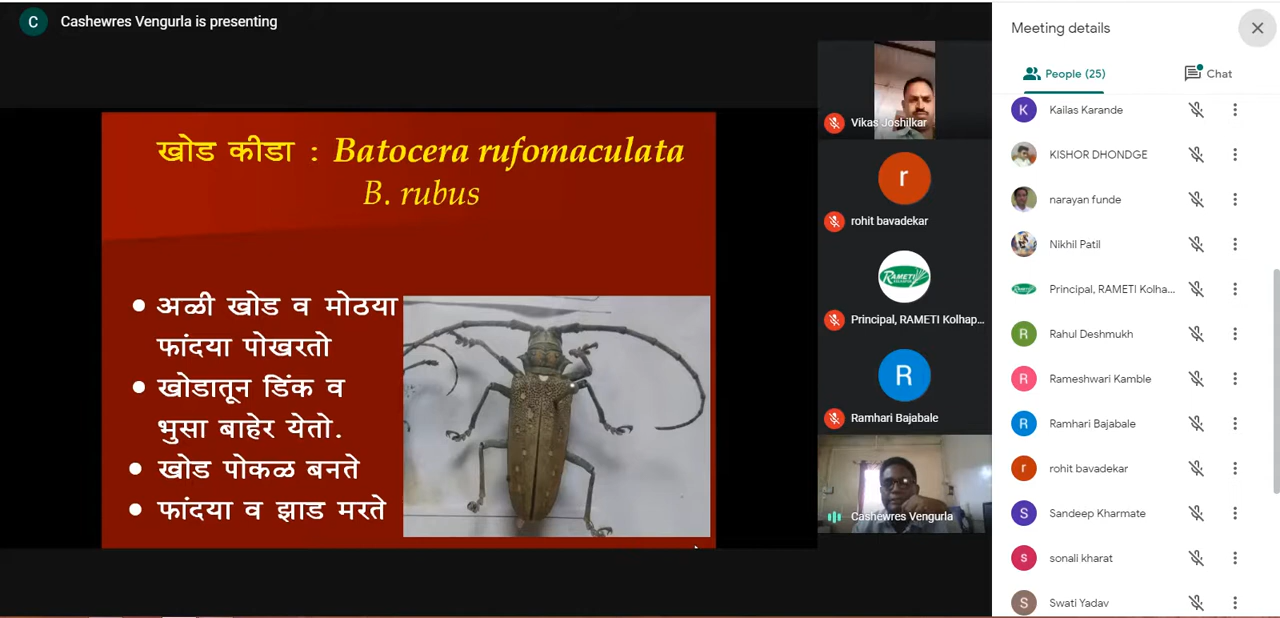 C
Cashewres Vengurla is presenting
खोड कीडा : Batocera rufomaculata
B. rubus
• अळी खोड व मोठया
फांदया पोखरतो
• खोडातून डिंक व
भुसा बाहेर येतो.
• खोड पोकळ बनते
• फांदया व झाड मरते
Vikas Joshilkar
r
rohit bavadekar
RAMETI
Principal, RAMETI Kolhap...
R
Ramhari Bajabale
Cashewres Vengurla
Meeting details
People (25)
Chat
K Kailas Karande
KISHOR DHONDGE
narayan funde
Nikhil Patil
Principal, RAMETI Kolha...
R Rahul Deshmukh
R Rameshwari Kamble
R Ramhari Bajabale
r rohit bavadekar
S Sandeep Kharmate
s sonali kharat
S Swati Yadav